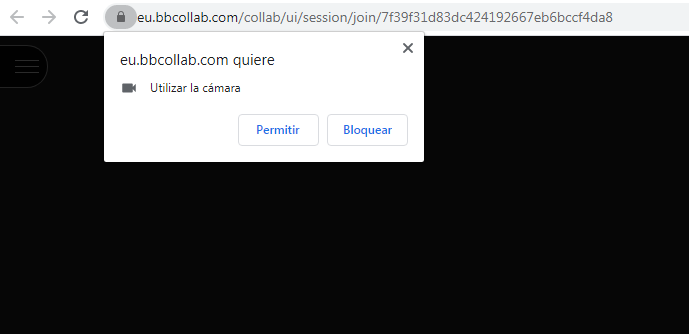 eu.bbcollab.com/collab/ui/session/join/7f39f31d83dc424192667eb6bccf4da8
eu.bbcollab.com quiere
Utilizar la cámara
Permitir
Bloquear